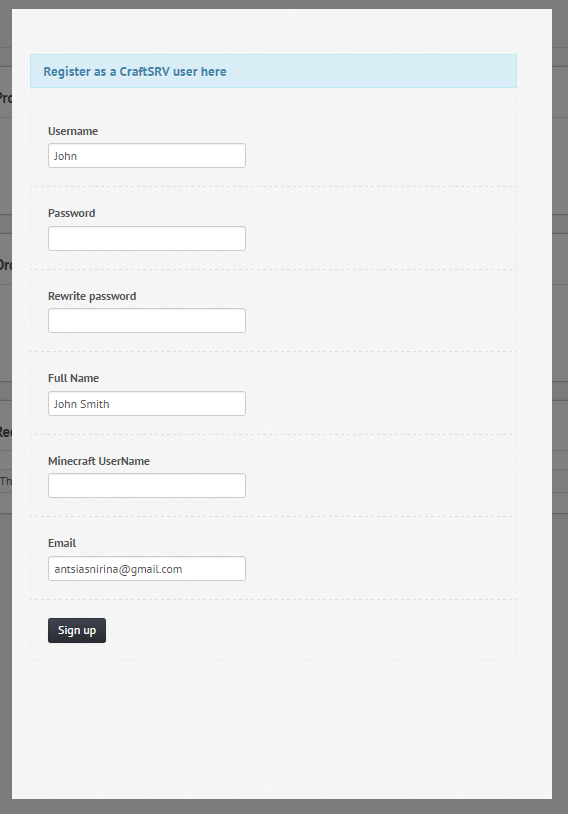 Register as a CraftSRV user here
Username
John
Password
Rewrite password
Full Name
John Smith
Minecraft UserName
Email
antsiasnirina@gmail.com
Sign up